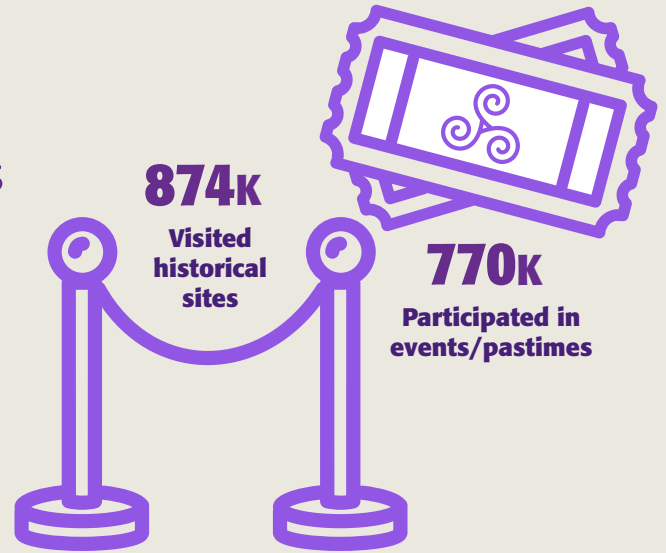 874K
Visited
historical
sites
770K
Participated in
events/pastimes